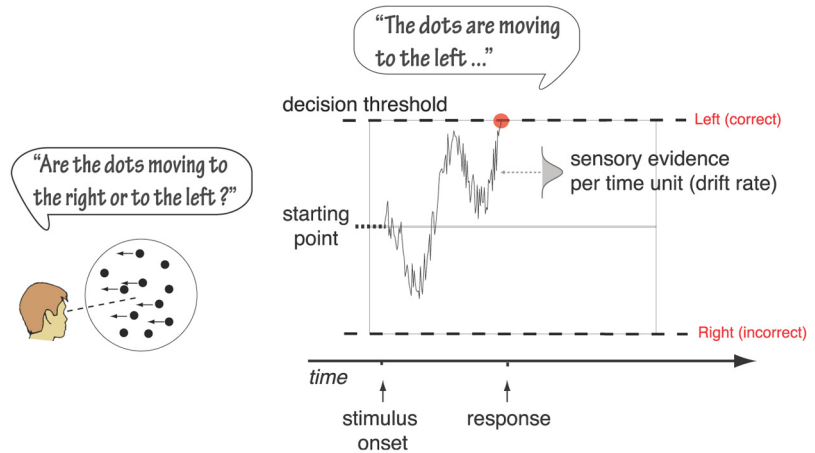 “The dots are moving
to the left ...”
decision threshold
Left (correct)
“Are the dots moving to
the right or to the left ?”
sensory evidence
per time unit (drift rate)
starting
point
Right (incorrect)
time
stimulus
onset
response